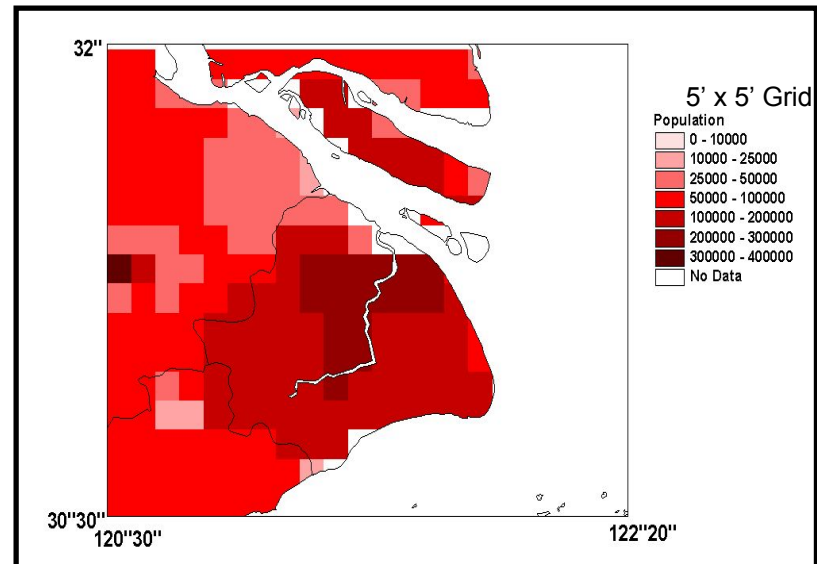 32"
5' x 5' Grid
Population
0 - 10000
10000 - 25000
25000 - 50000
50000 - 100000
100000 - 200000
200000 - 300000
300000 - 400000
No Data
30"30"
120"30"
122"20"